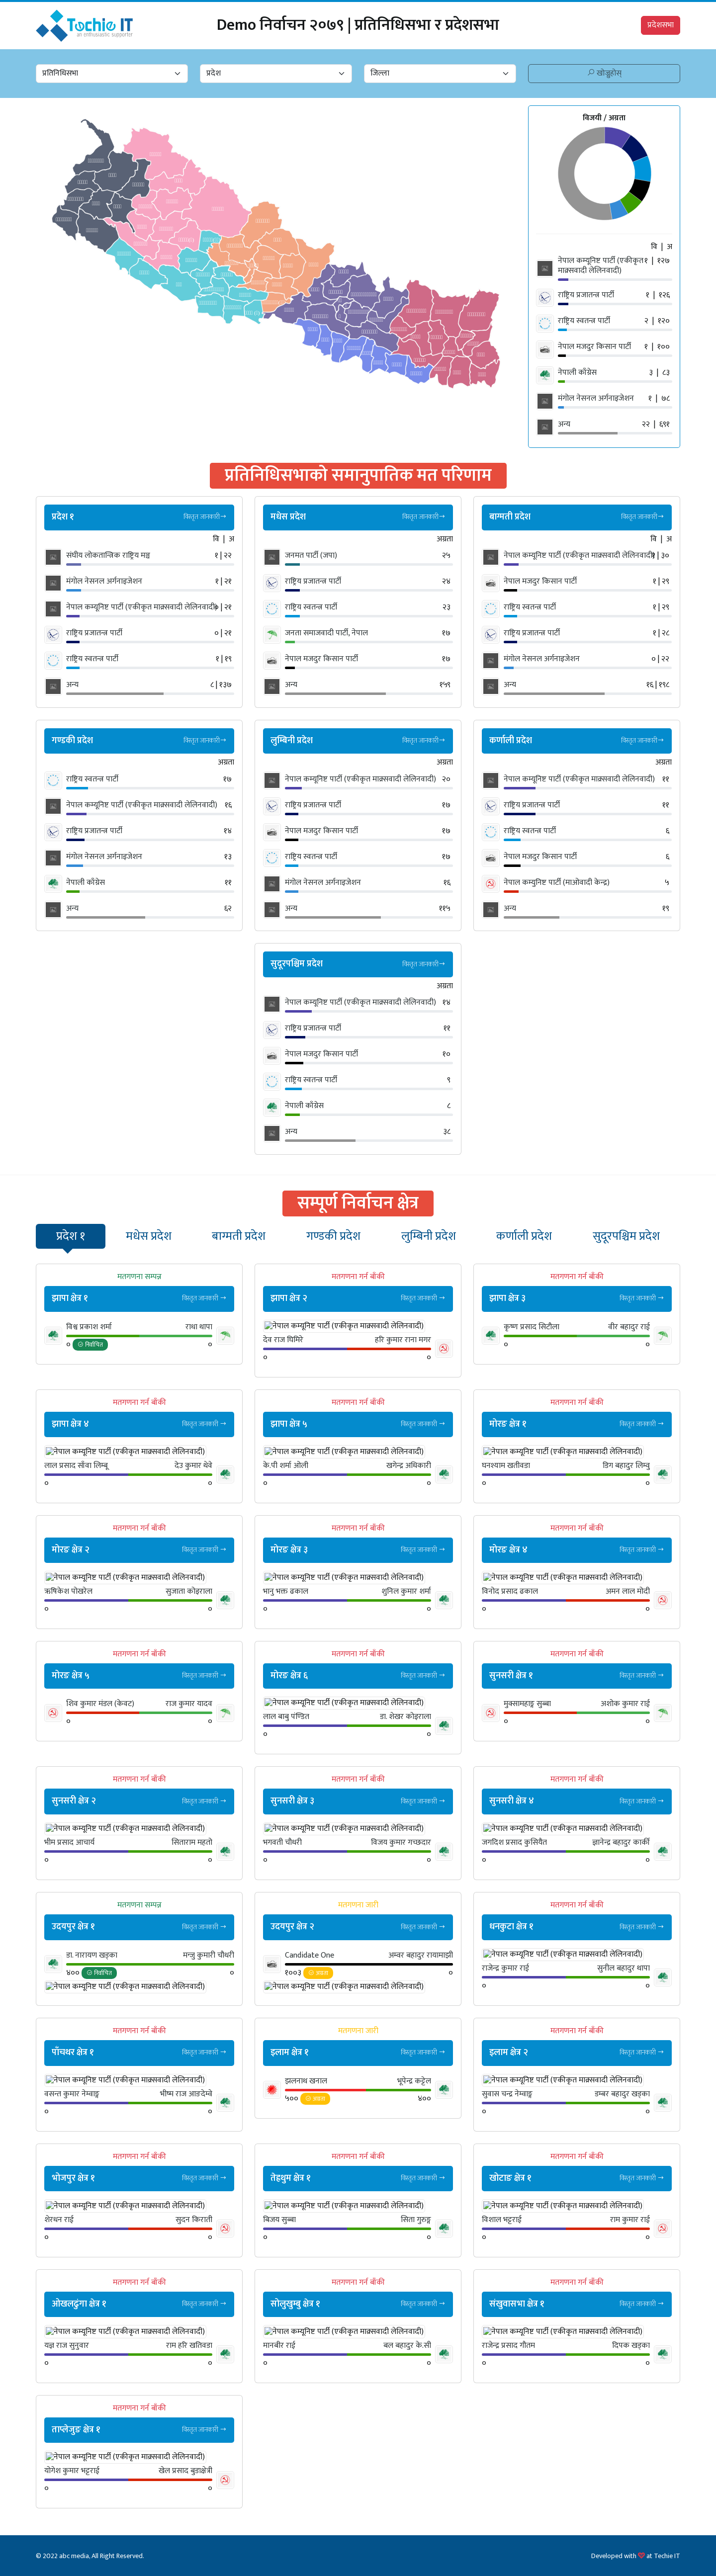 Techie IT
an enthusiastic supporter
Demo निर्वाचन २०७९ | प्रतिनिधिसभा र प्रदेशसभा
प्रदेशसभा
प्रतिनिधिसभा
प्रदेश
जिल्ला
खोज्नुहोस्
विजयी / अग्रता
वि | अ
नेपाल कम्यूनिष्ट पार्टी (एकीकृत माक्र्सवादी लेलिनवादी) १ | १२७
राष्ट्रिय प्रजातन्त्र पार्टी १ | १२६
राष्ट्रिय स्वतन्त्र पार्टी २ | १२०
नेपाल मजदुर किसान पार्टी १ | १००
नेपाली काँग्रेस ३ | ८३
मंगोल नेसनल अर्गनाइजेशन १ | ७८
अन्य २२ | ६९१
प्रतिनिधिसभाको समानुपातिक मत परिणाम
प्रदेश १ विस्तृत जानकारी→
वि | अ
संघीय लोकतान्त्रिक राष्ट्रिय मञ्च १ | २२
मंगोल नेसनल अर्गनाइजेशन १ | २१
नेपाल कम्यूनिष्ट पार्टी (एकीकृत माक्र्सवादी लेलिनवादी) | २१
राष्ट्रिय प्रजातन्त्र पार्टी ० | २१
राष्ट्रिय स्वतन्त्र पार्टी १ | १९
अन्य ८ | १३७
मधेस प्रदेश विस्तृत जानकारी→
अग्रता
जनमत पार्टी (जपा) २५
राष्ट्रिय प्रजातन्त्र पार्टी २४
राष्ट्रिय स्वतन्त्र पार्टी २३
जनता समाजवादी पार्टी, नेपाल १७
नेपाल मजदुर किसान पार्टी १७
अन्य १५९
बाग्मती प्रदेश विस्तृत जानकारी→
वि | अ
नेपाल कम्यूनिष्ट पार्टी (एकीकृत माक्र्सवादी लेलिनवादी) | ३०
नेपाल मजदुर किसान पार्टी १ | २९
राष्ट्रिय स्वतन्त्र पार्टी १ | २९
राष्ट्रिय प्रजातन्त्र पार्टी १ | २८
मंगोल नेसनल अर्गनाइजेशन ० | २२
अन्य १६ | १९८
गण्डकी प्रदेश विस्तृत जानकारी→
अग्रता
राष्ट्रिय स्वतन्त्र पार्टी १७
नेपाल कम्यूनिष्ट पार्टी (एकीकृत माक्र्सवादी लेलिनवादी) १६
राष्ट्रिय प्रजातन्त्र पार्टी १४
मंगोल नेसनल अर्गनाइजेशन १३
नेपाली काँग्रेस ११
अन्य ६२
लुम्बिनी प्रदेश विस्तृत जानकारी→
अग्रता
नेपाल कम्यूनिष्ट पार्टी (एकीकृत माक्र्सवादी लेलिनवादी) २०
राष्ट्रिय प्रजातन्त्र पार्टी १७
नेपाल मजदुर किसान पार्टी १७
राष्ट्रिय स्वतन्त्र पार्टी १७
मंगोल नेसनल अर्गनाइजेशन १६
अन्य ११५
कर्णाली प्रदेश विस्तृत जानकारी→
अग्रता
नेपाल कम्यूनिष्ट पार्टी (एकीकृत माक्र्सवादी लेलिनवादी) ११
राष्ट्रिय प्रजातन्त्र पार्टी ११
राष्ट्रिय स्वतन्त्र पार्टी ६
नेपाल मजदुर किसान पार्टी ६
नेपाल कम्युनिष्ट पार्टी (माओवादी केन्द्र) ५
अन्य १९
सुदूरपश्चिम प्रदेश विस्तृत जानकारी→
अग्रता
नेपाल कम्यूनिष्ट पार्टी (एकीकृत माक्र्सवादी लेलिनवादी) १४
राष्ट्रिय प्रजातन्त्र पार्टी ११
नेपाल मजदुर किसान पार्टी १०
राष्ट्रिय स्वतन्त्र पार्टी ९
नेपाली काँग्रेस ८
अन्य ३८
सम्पूर्ण निर्वाचन क्षेत्र
प्रदेश १ मधेस प्रदेश बाग्मती प्रदेश गण्डकी प्रदेश लुम्बिनी प्रदेश कर्णाली प्रदेश सुदूरपश्चिम प्रदेश
मतगणना सम्पन्न
झापा क्षेत्र १ विस्तृत जानकारी →
विश्व प्रकाश शर्मा राधा थापा
० निर्वाचित ०
मतगणना गर्न बाँकी
झापा क्षेत्र २ विस्तृत जानकारी →
नेपाल कम्यूनिष्ट पार्टी (एकीकृत माक्र्सवादी लेलिनवादी)
देव राज घिमिरे हरि कुमार राना मगर
० ०
मतगणना गर्न बाँकी
झापा क्षेत्र ३ विस्तृत जानकारी →
कृष्ण प्रसाद सिटौला वीर बहादुर राई
० ०
मतगणना गर्न बाँकी
झापा क्षेत्र ४ विस्तृत जानकारी →
नेपाल कम्यूनिष्ट पार्टी (एकीकृत माक्र्सवादी लेलिनवादी)
लाल प्रसाद साँवा लिम्बू देउ कुमार थेवे
० ०
मतगणना गर्न बाँकी
झापा क्षेत्र ५ विस्तृत जानकारी →
नेपाल कम्यूनिष्ट पार्टी (एकीकृत माक्र्सवादी लेलिनवादी)
के.पी शर्मा ओली खगेन्द्र अधिकारी
० ०
मतगणना गर्न बाँकी
मोरङ क्षेत्र १ विस्तृत जानकारी →
नेपाल कम्यूनिष्ट पार्टी (एकीकृत माक्र्सवादी लेलिनवादी)
घनश्याम खतीवडा डिग बहादुर लिम्वु
० ०
मतगणना गर्न बाँकी
मोरङ क्षेत्र २ विस्तृत जानकारी →
नेपाल कम्यूनिष्ट पार्टी (एकीकृत माक्र्सवादी लेलिनवादी)
ऋषिकेश पोखरेल सुजाता कोइराला
० ०
मतगणना गर्न बाँकी
मोरङ क्षेत्र ३ विस्तृत जानकारी →
नेपाल कम्यूनिष्ट पार्टी (एकीकृत माक्र्सवादी लेलिनवादी)
भानु भक्त ढकाल शुनिल कुमार शर्मा
० ०
मतगणना गर्न बाँकी
मोरङ क्षेत्र ४ विस्तृत जानकारी →
नेपाल कम्यूनिष्ट पार्टी (एकीकृत माक्र्सवादी लेलिनवादी)
विनोद प्रसाद ढकाल अमन लाल मोदी
० ०
मतगणना गर्न बाँकी
मोरङ क्षेत्र ५ विस्तृत जानकारी →
शिव कुमार मंडल (केवट) राज कुमार यादव
० ०
मतगणना गर्न बाँकी
मोरङ क्षेत्र ६ विस्तृत जानकारी →
नेपाल कम्यूनिष्ट पार्टी (एकीकृत माक्र्सवादी लेलिनवादी)
लाल बाबु पण्डित डा. शेखर कोइराला
० ०
मतगणना गर्न बाँकी
सुनसरी क्षेत्र १ विस्तृत जानकारी →
मुक्सामहाङ्ग सुब्बा अशोक कुमार राई
० ०
मतगणना गर्न बाँकी
सुनसरी क्षेत्र २ विस्तृत जानकारी →
नेपाल कम्यूनिष्ट पार्टी (एकीकृत माक्र्सवादी लेलिनवादी)
भीम प्रसाद आचार्य सिताराम महतो
० ०
मतगणना गर्न बाँकी
सुनसरी क्षेत्र ३ विस्तृत जानकारी →
नेपाल कम्यूनिष्ट पार्टी (एकीकृत माक्र्सवादी लेलिनवादी)
भगवती चौधरी विजय कुमार गच्छदार
० ०
मतगणना गर्न बाँकी
सुनसरी क्षेत्र ४ विस्तृत जानकारी →
नेपाल कम्यूनिष्ट पार्टी (एकीकृत माक्र्सवादी लेलिनवादी)
जगदिश प्रसाद कुसियैत ज्ञानेन्द्र बहादुर कार्की
० ०
मतगणना सम्पन्न
उदयपुर क्षेत्र १ विस्तृत जानकारी →
डा. नारायण खड्का मन्जु कुमारी चौधरी
४०० निर्वाचित ०
नेपाल कम्यूनिष्ट पार्टी (एकीकृत माक्र्सवादी लेलिनवादी)
मतगणना जारी
उदयपुर क्षेत्र २ विस्तृत जानकारी →
Candidate One अम्वर बहादुर रायामाझी
१००३ अग्रता ०
नेपाल कम्यूनिष्ट पार्टी (एकीकृत माक्र्सवादी लेलिनवादी)
मतगणना गर्न बाँकी
धनकुटा क्षेत्र १ विस्तृत जानकारी →
नेपाल कम्यूनिष्ट पार्टी (एकीकृत माक्र्सवादी लेलिनवादी)
राजेन्द्र कुमार राई सुनील बहादुर थापा
० ०
मतगणना गर्न बाँकी
पाँचथर क्षेत्र १ विस्तृत जानकारी →
नेपाल कम्यूनिष्ट पार्टी (एकीकृत माक्र्सवादी लेलिनवादी)
वसन्त कुमार नेम्वाङ्ग भीष्म राज आङदेम्वे
० ०
मतगणना जारी
इलाम क्षेत्र १ विस्तृत जानकारी →
झलनाथ खनाल भूपेन्द्र कट्टेल
५०० अग्रता ४००
मतगणना गर्न बाँकी
इलाम क्षेत्र २ विस्तृत जानकारी →
नेपाल कम्यूनिष्ट पार्टी (एकीकृत माक्र्सवादी लेलिनवादी)
सुवास चन्द्र नेम्वाङ्ग डम्बर बहादुर खड्का
० ०
मतगणना गर्न बाँकी
भोजपुर क्षेत्र १ विस्तृत जानकारी →
नेपाल कम्यूनिष्ट पार्टी (एकीकृत माक्र्सवादी लेलिनवादी)
शेरधन राई सुदन किराती
० ०
मतगणना गर्न बाँकी
तेह्रथुम क्षेत्र १ विस्तृत जानकारी →
नेपाल कम्यूनिष्ट पार्टी (एकीकृत माक्र्सवादी लेलिनवादी)
बिजय सुब्बा सिता गुरुङ्ग
० ०
मतगणना गर्न बाँकी
खोटाङ क्षेत्र १ विस्तृत जानकारी →
नेपाल कम्यूनिष्ट पार्टी (एकीकृत माक्र्सवादी लेलिनवादी)
विशाल भट्टराई राम कुमार राई
० ०
मतगणना गर्न बाँकी
ओखलढुंगा क्षेत्र १ विस्तृत जानकारी →
नेपाल कम्यूनिष्ट पार्टी (एकीकृत माक्र्सवादी लेलिनवादी)
यज्ञ राज सुनुवार राम हरि खतिवडा
० ०
मतगणना गर्न बाँकी
सोलुखुम्बु क्षेत्र १ विस्तृत जानकारी →
नेपाल कम्यूनिष्ट पार्टी (एकीकृत माक्र्सवादी लेलिनवादी)
मानबीर राई बल बहादुर के.सी
० ०
मतगणना गर्न बाँकी
संखुवासभा क्षेत्र १ विस्तृत जानकारी →
नेपाल कम्यूनिष्ट पार्टी (एकीकृत माक्र्सवादी लेलिनवादी)
राजेन्द्र प्रसाद गौतम दिपक खड्का
० ०
मतगणना गर्न बाँकी
ताप्लेजुङ क्षेत्र १ विस्तृत जानकारी →
नेपाल कम्यूनिष्ट पार्टी (एकीकृत माक्र्सवादी लेलिनवादी)
योगेश कुमार भट्टराई खेल प्रसाद बुडाक्षेत्री
० ०
© 2022 abc media, All Right Reserved.
Developed with at Techie IT